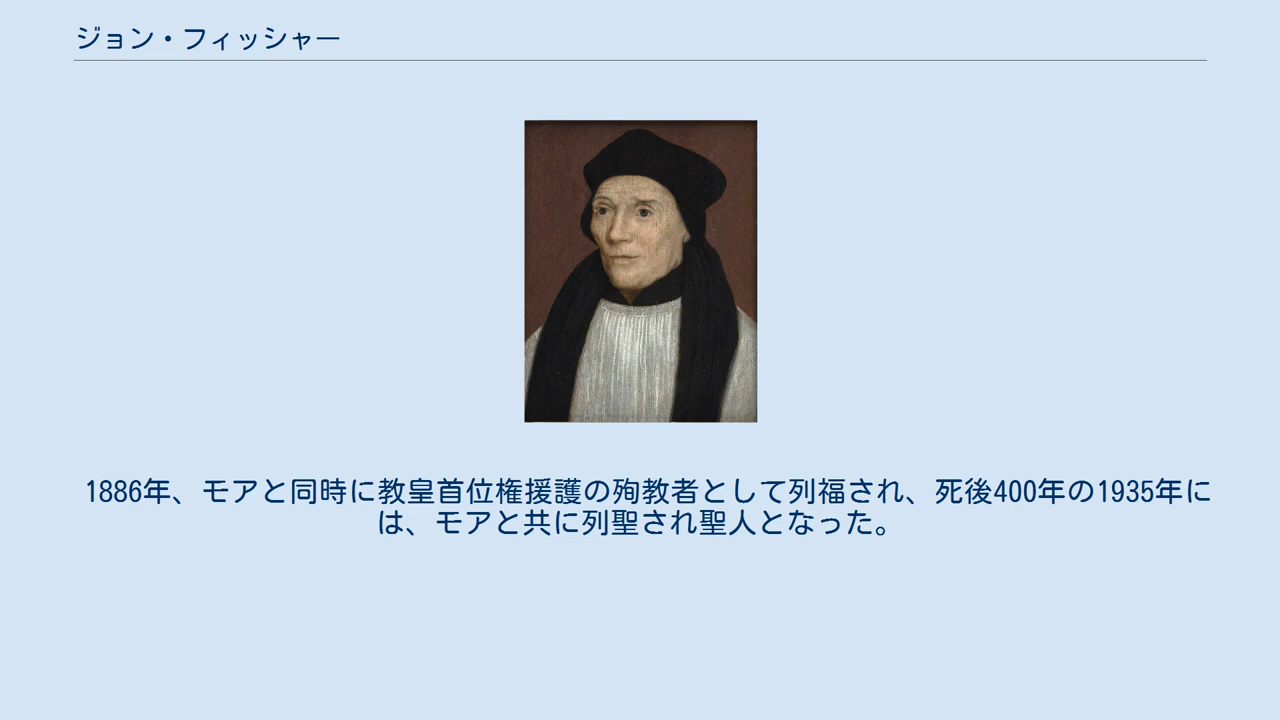 ジョン・フィッシャー
1886年、モアと同時に教皇首位権援護の殉教者として列福され、死後400年の1935年に
は、モアと共に列聖され聖人となった。